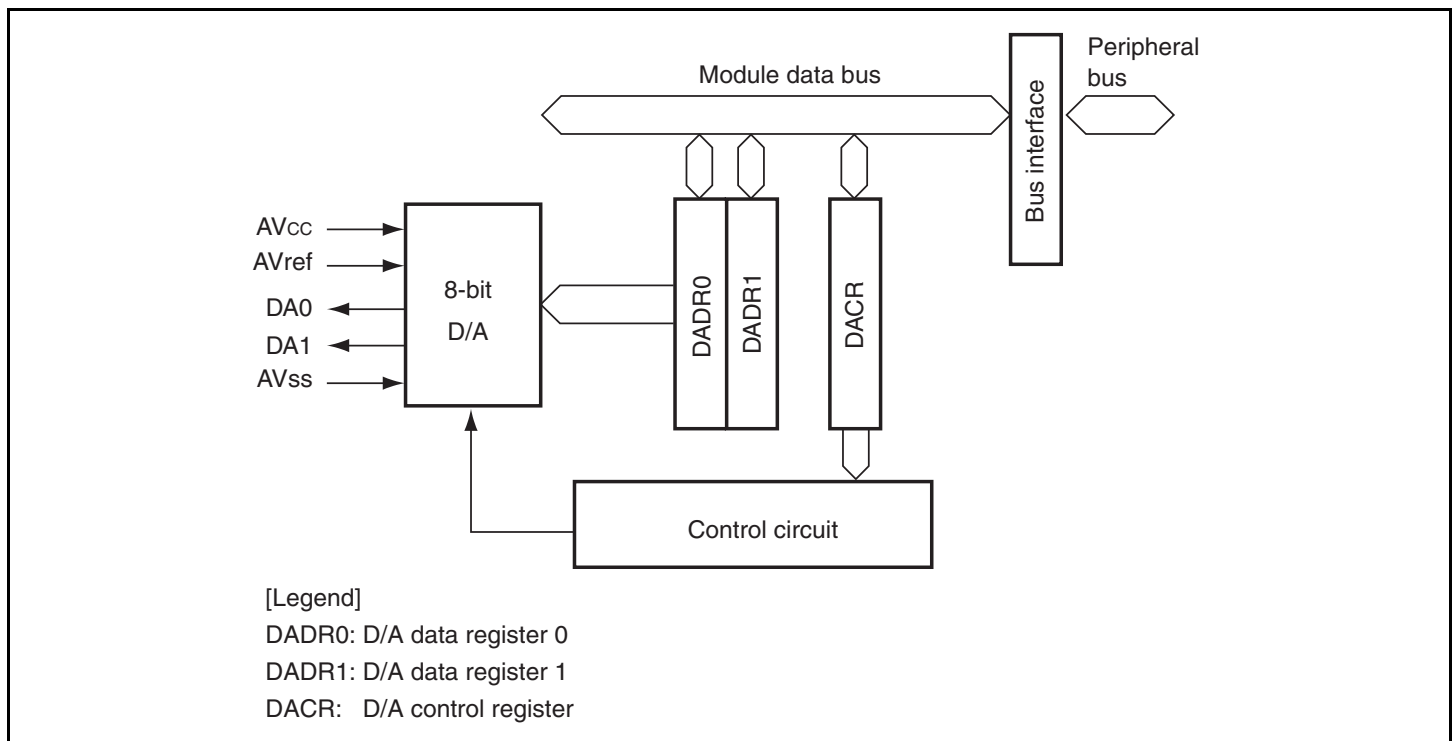 Peripheral
bus
Module data bus
Bus interface
AVCC
AVref
DA0
DA1
AVss
8-bit
D/A
DADR0
DADR1
DACR
Control circuit
[Legend]
DADR0: D/A data register 0
DADR1: D/A data register 1
DACR: D/A control register